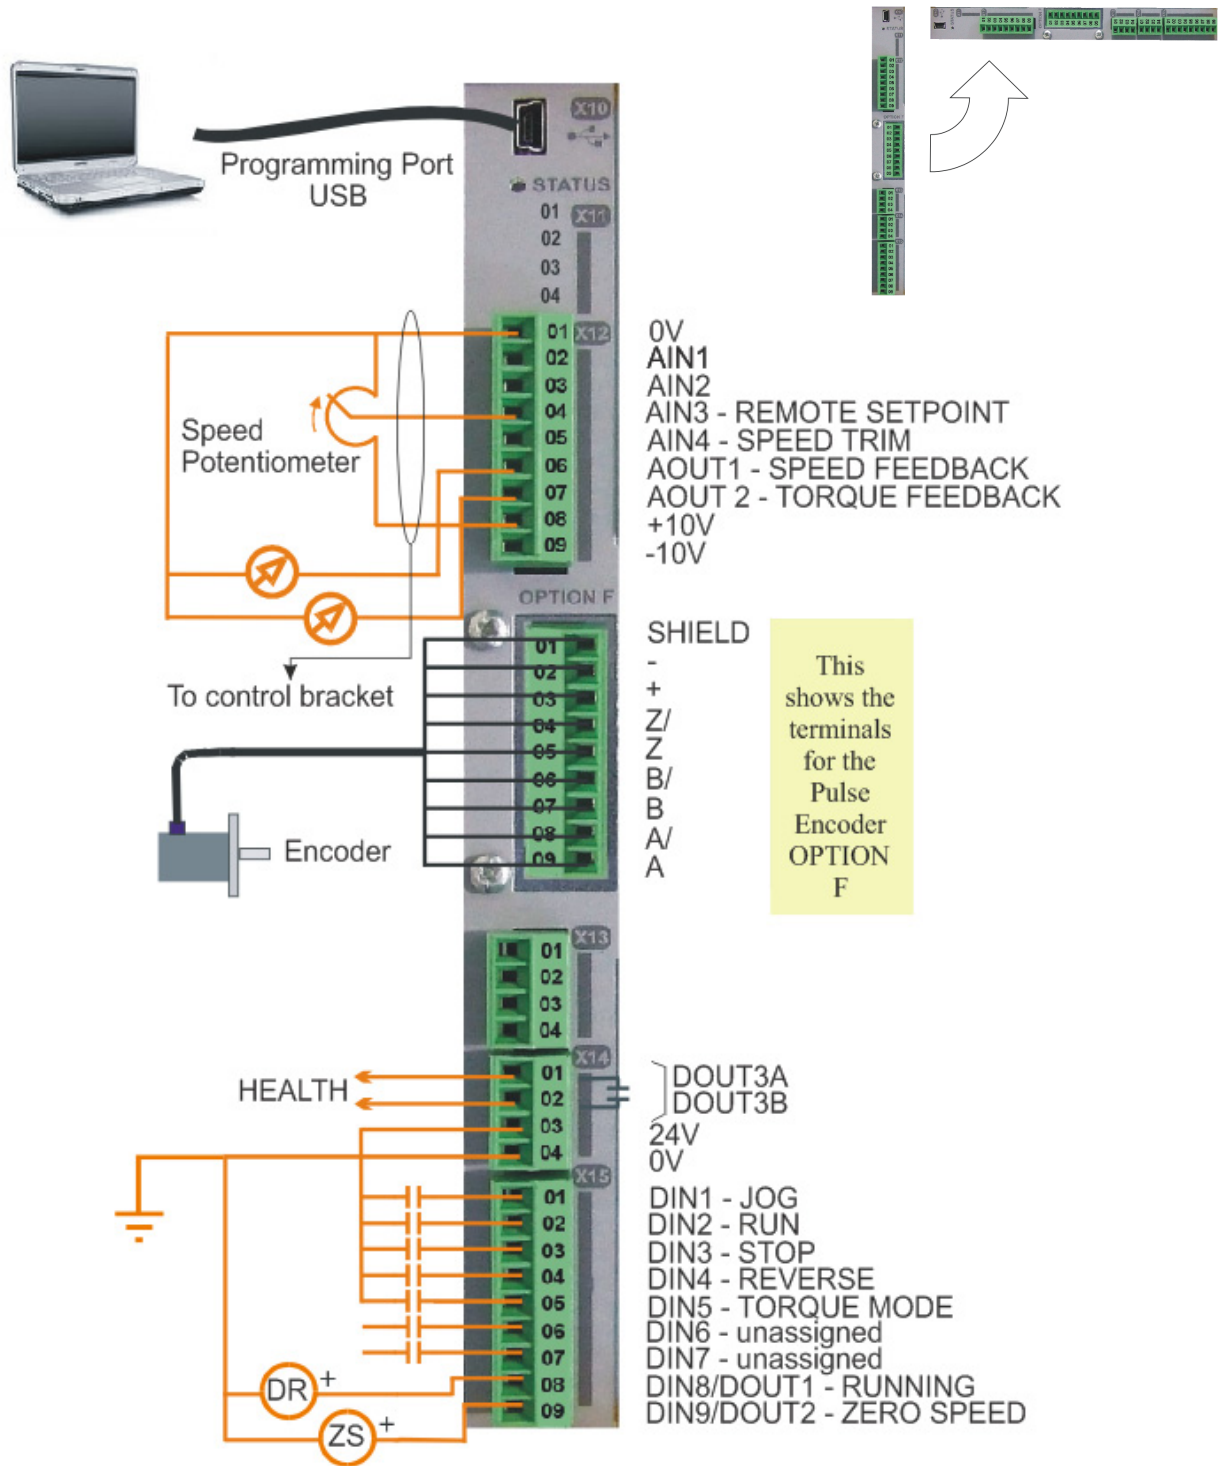 X10
Programming Port
USB
STATUS
01 X11
02
03
04
01 X12
02
03
04
05
06
07
08
09
0V
AIN1
AIN2
AIN3 - REMOTE SETPOINT
AIN4 - SPEED TRIM
AOUT1 - SPEED FEEDBACK
AOUT 2 - TORQUE FEEDBACK
+10V
-10V
Speed
Potentiometer
OPTION F
To control bracket
Encoder
01
02
03
04
05
06
07
08
09
SHIELD
-
+
Z/
Z
B/
B
A/
A
This
shows the
terminals
for the
Pulse
Encoder
OPTION
F
X13
01
02
03
04
X14
01
02
03
04
HEALTH
DOUT3A
DOUT3B
24V
0V
X15
01
02
03
04
05
06
07
08
09
DIN1 - JOG
DIN2 - RUN
DIN3 - STOP
DIN4 - REVERSE
DIN5 - TORQUE MODE
DIN6 - unassigned
DIN7 - unassigned
DIN8/DOUT1 - RUNNING
DIN9/DOUT2 - ZERO SPEED
DR +
ZS +